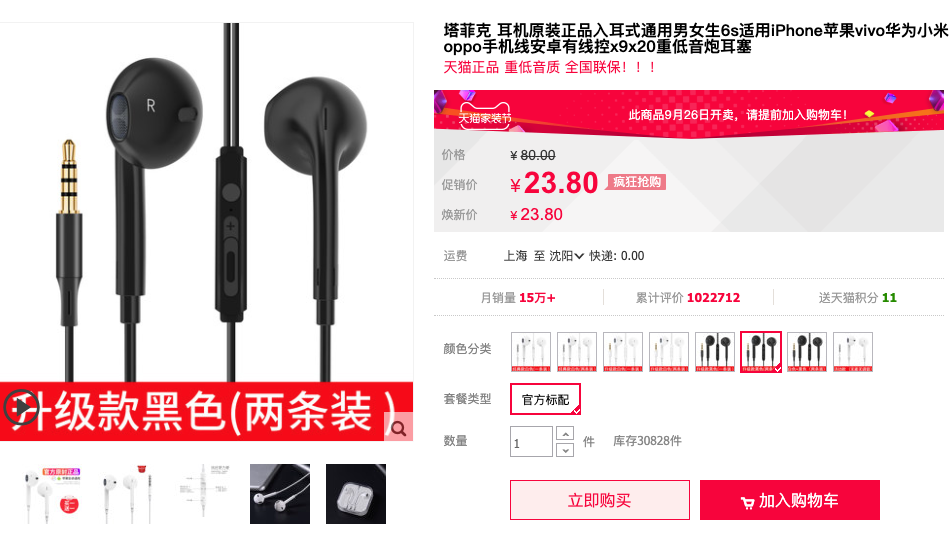 塔菲克 耳机原装正品入耳式通用男女生6s适用iPhone苹果vivo华为小米
oppo手机线安卓有线控x9x20重低音炮耳塞
天猫正品 重低音质 全国联保！！！
天猫家装节
此商品9月26日开卖，请提前加入购物车！
价格 ¥80.00
促销价 ¥23.80 疯狂抢购
焕新价 ¥23.80
运费 上海 至 沈阳 快递: 0.00
月销量 15万+ 累计评价 1022712 送天猫积分 11
颜色分类
套餐类型 官方标配
数量 1 件 库存30828件
立即购买 加入购物车
R
升级款黑色(两条装)
官方限时正品